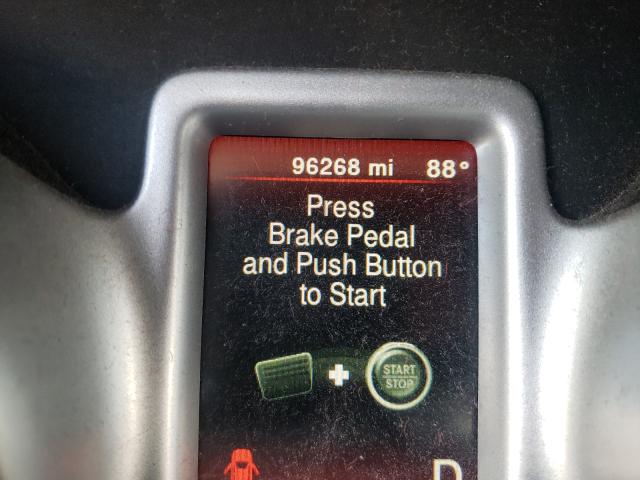 96268 mi 88°
Press
Brake Pedal
and Push Button
to Start
START
STOP